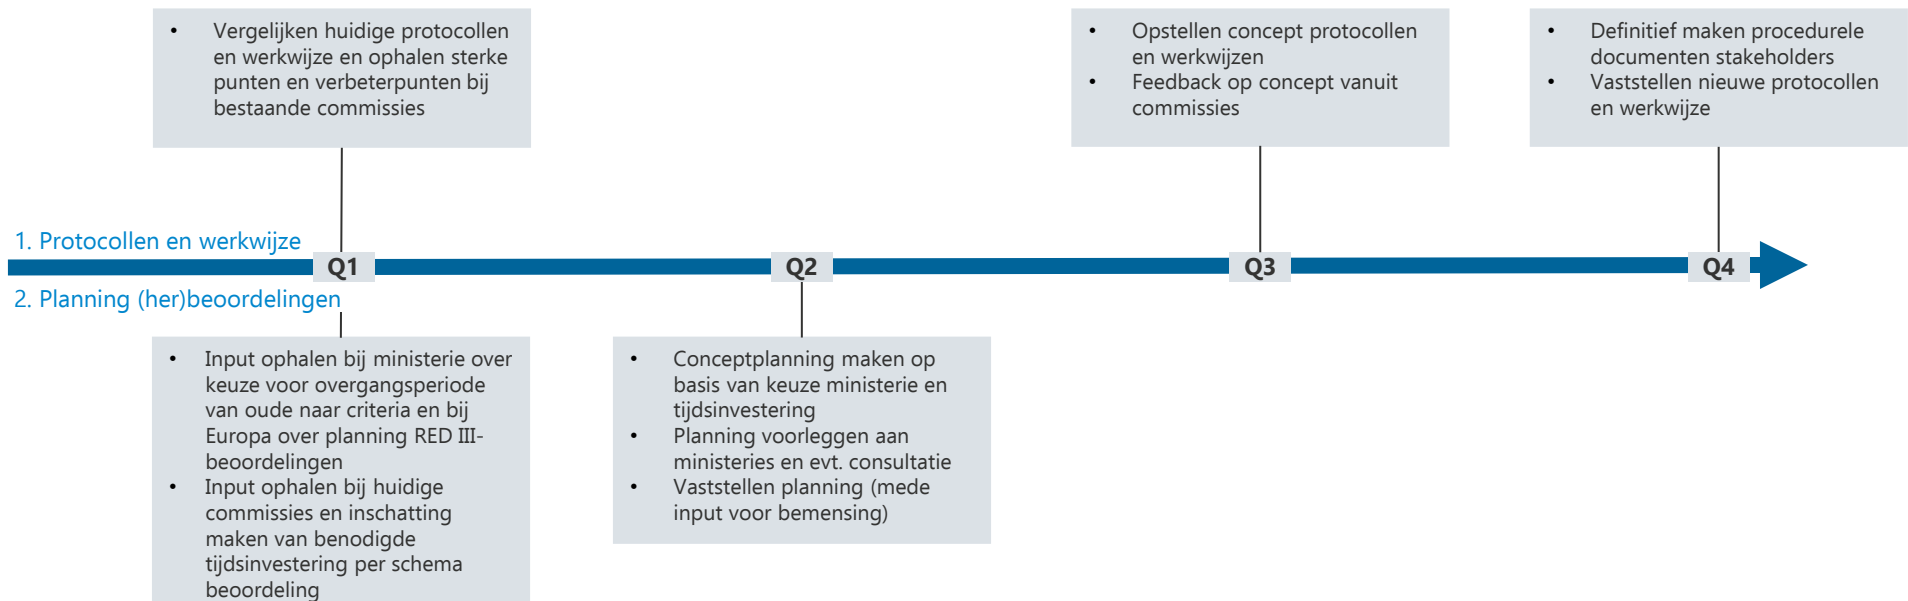 • Vergelijken huidige protocollen
en werkwijze en ophalen sterke
punten en verbeterpunten bij
bestaande commissies
• Opstellen concept protocollen
en werkwijzen
• Feedback op concept vanuit
commissies
• Definitief maken procedurele
documenten stakeholders
• Vaststellen nieuwe protocollen
en werkwijze
1. Protocollen en werkwijze
Q1
Q2
Q3
Q4
2. Planning (her)beoordelingen
• Input ophalen bij ministerie over
keuze voor overgangsperiode
van oude naar criteria en bij
Europa over planning RED III-
beoordelingen
• Input ophalen bij huidige
commissies en inschatting
maken van benodigde
tijdsinvestering per schema
beoordeling
• Conceptplanning maken op
basis van keuze ministerie en
tijdsinvestering
• Planning voorleggen aan
ministeries en evt. consultatie
• Vaststellen planning (mede
input voor bemensing)